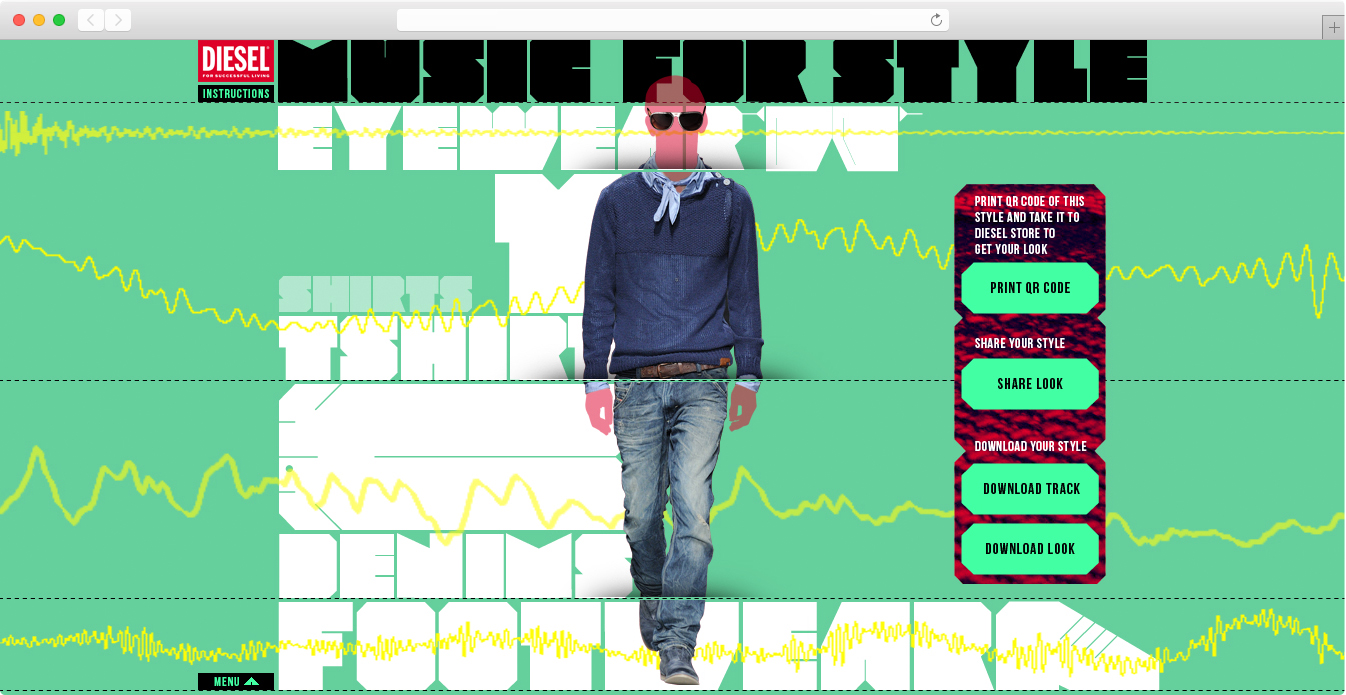 DIESEL
FOR SUCCESSFUL LIVING
INSTRUCTIONS
MUSIC FOR STYLE
EYEWEAR
SHIRTS
TSHIRT
DENIMS
FOOTWEAR
PRINT QR CODE OF THIS
STYLE AND TAKE IT TO
DIESEL STORE TO
GET YOUR LOOK
PRINT QR CODE
SHARE YOUR STYLE
SHARE LOOK
DOWNLOAD YOUR STYLE
DOWNLOAD TRACK
DOWNLOAD LOOK
MENU